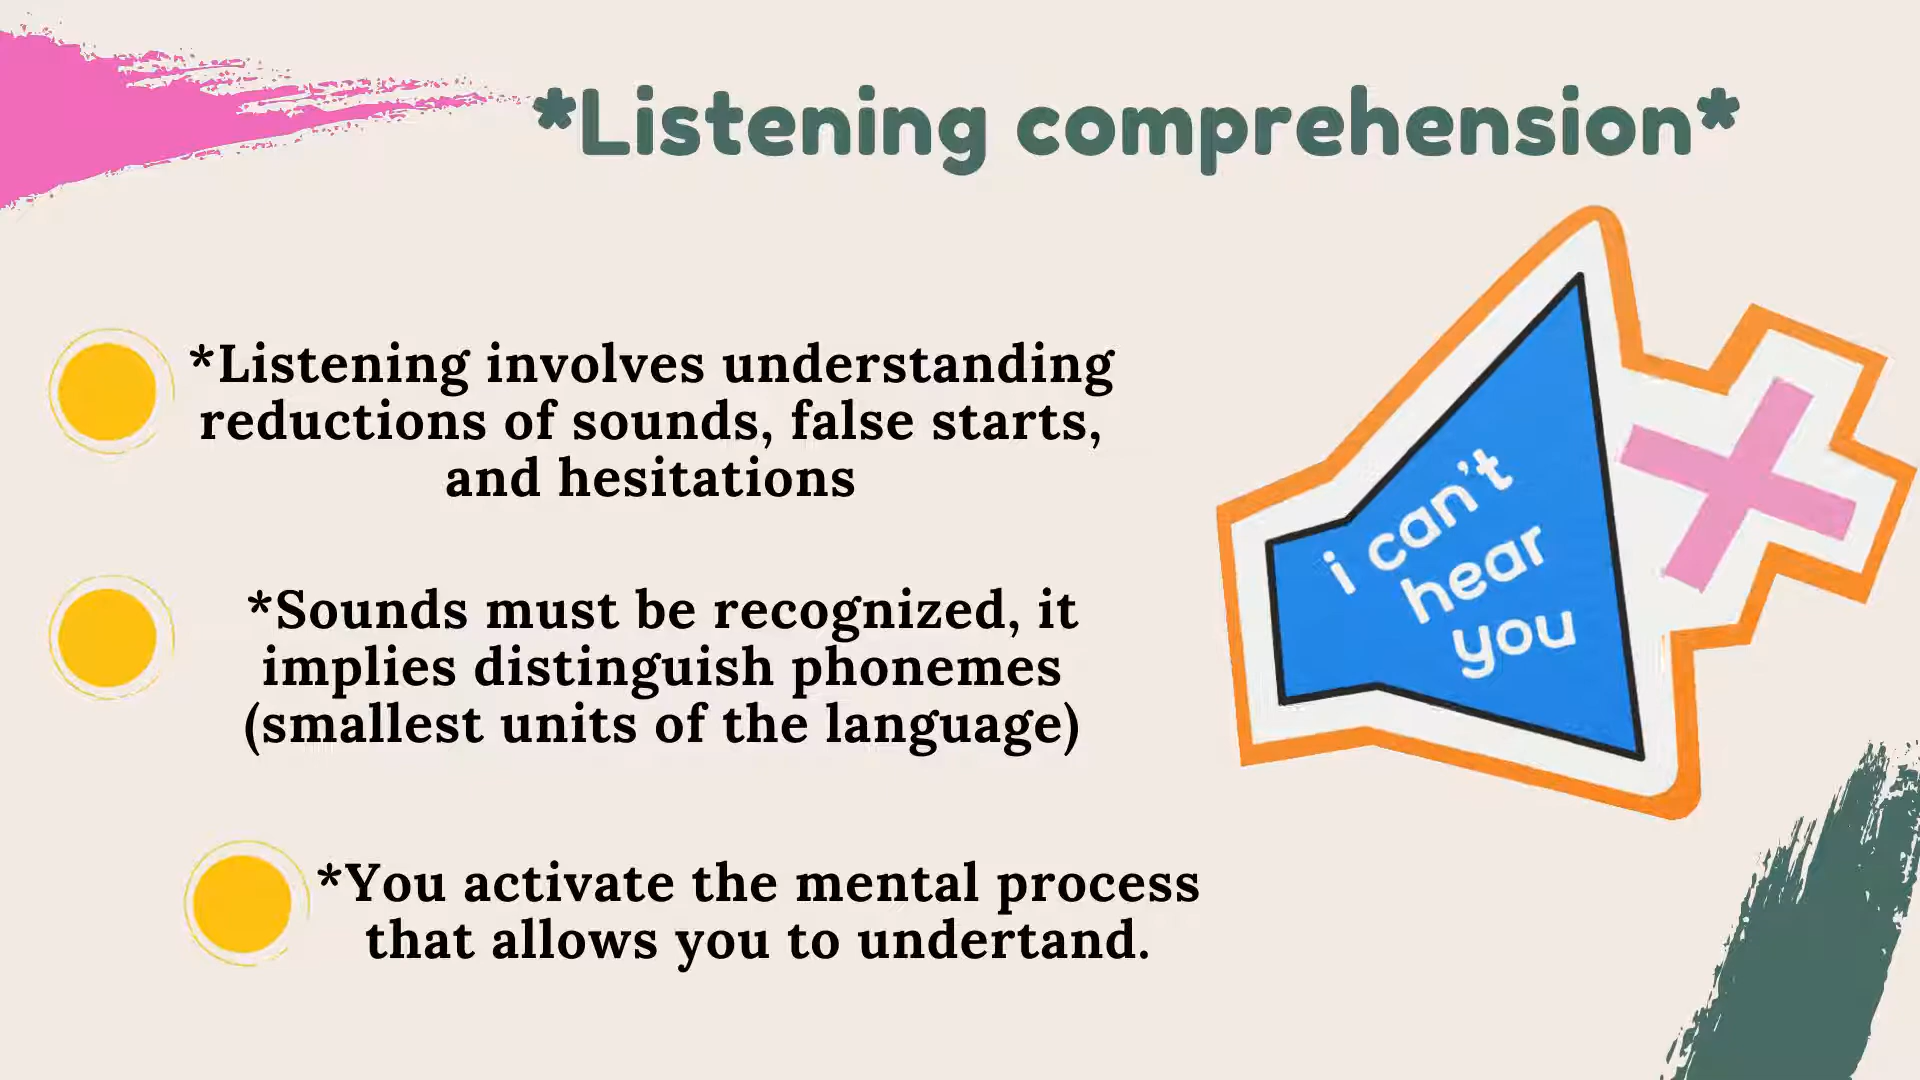 *Listening comprehension*
*Listening involves understanding
reductions of sounds, false starts,
and hesitations
*Sounds must be recognized, it
implies distinguish phonemes
(smallest units of the language)
*You activate the mental process
that allows you to undertand.
i can't
hear
you